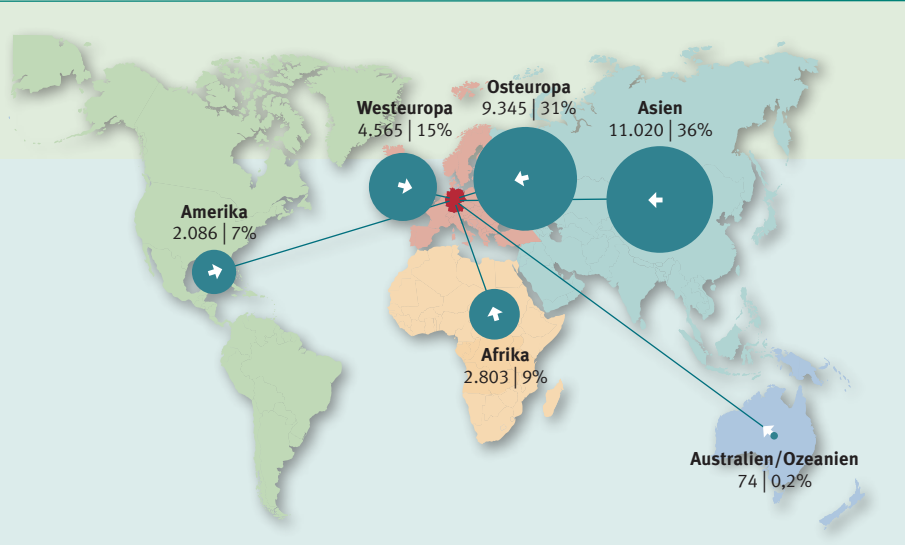 Osteuropa
9.345 | 31%
Westeuropa
4.565 | 15%
Asien
11.020 | 36%
Amerika
2.086 | 7%
Afrika
2.803 | 9%
Australien/Ozeanien
74 | 0,2%